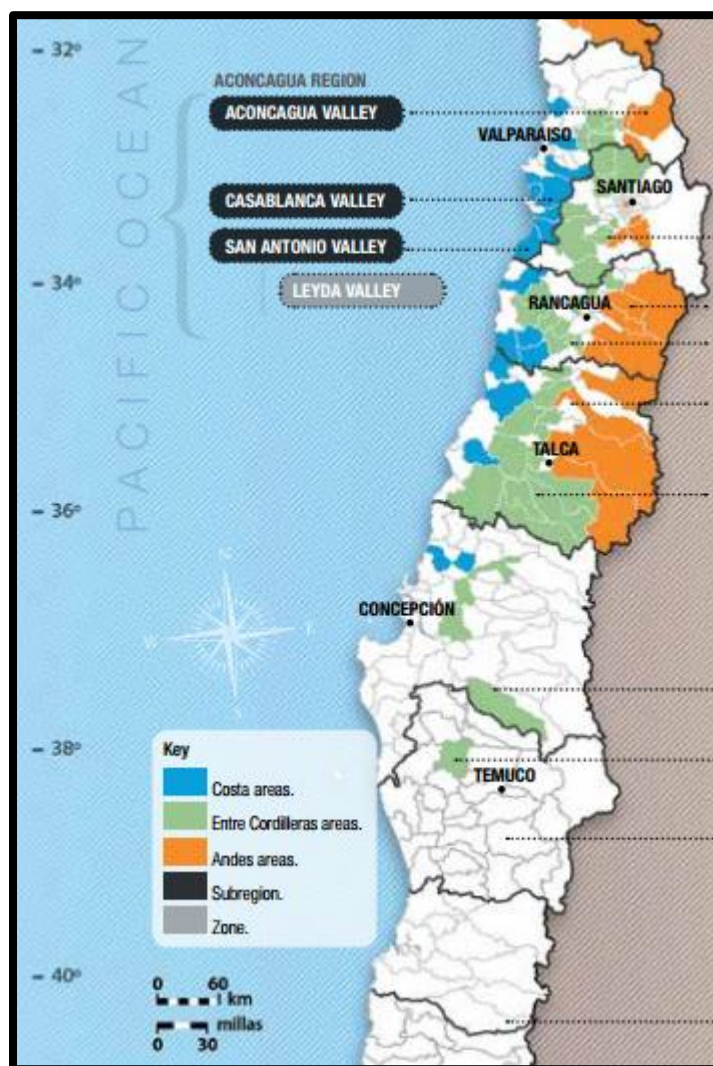 – 32º
PACIFIC OCEAN
ACONCAGUA REGION
ACONCAGUA VALLEY
VALPARAISO
CASABLANCA VALLEY
SANTIAGO
SAN ANTONIO VALLEY
– 34º
LEYDA VALLEY
RANCAGUA
TALCA
– 36º
CONCEPCIÓN
N
W
E
S
– 38º
TEMUCO
Key
Costa areas.
Entre Cordilleras areas.
Andes areas.
Subregion.
Zone.
– 40º
0 60
km
millas
0 30